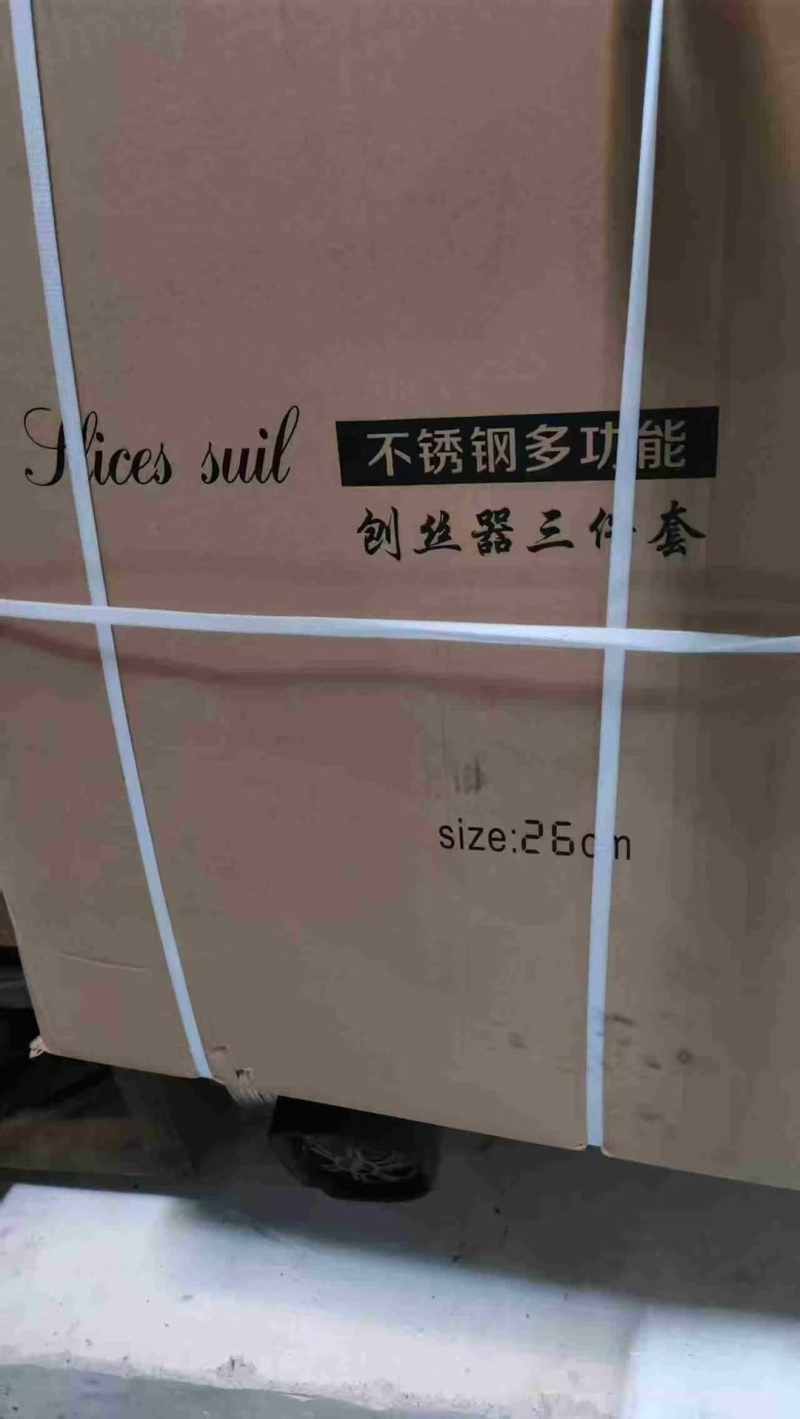 Slices suil
不锈钢多功能
刨丝器三件套
size:26cm